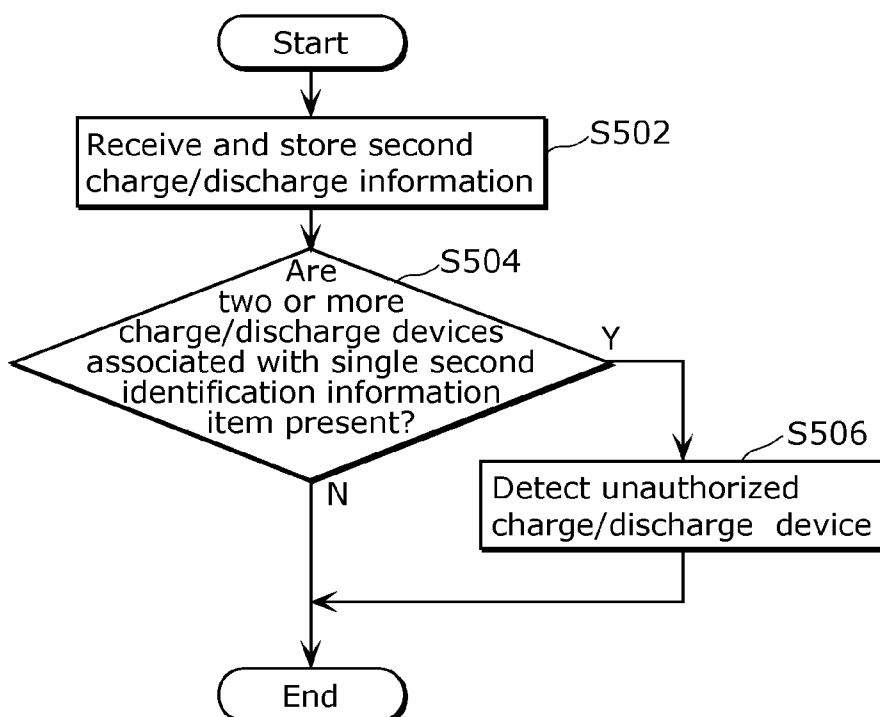 Start
Receive and store second
charge/discharge information
S502
Are
two or more
charge/discharge devices
associated with single second
identification information
item present?
S504
Y
N
S506
Detect unauthorized
charge/discharge device
End